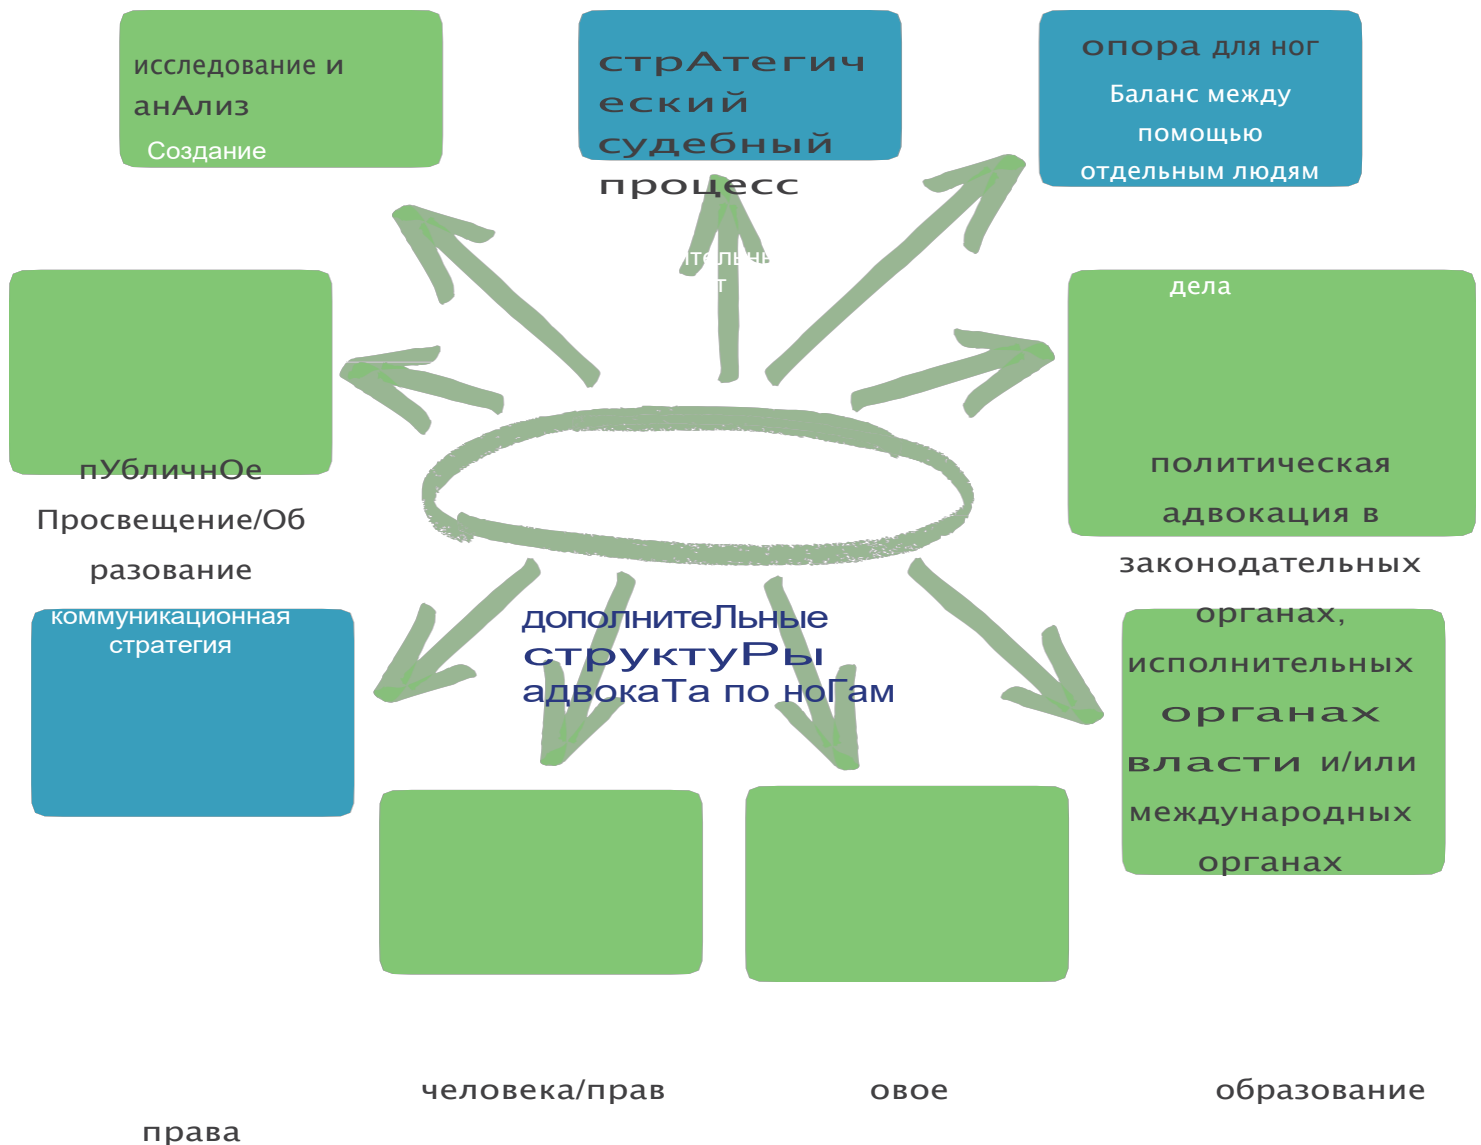 исследование и
анАлиз
Создание
стрАтегич
еский
судебный
процесс
опора для ног
Баланс между
помощью
отдельным людям
дела
пУбличнОе
Просвещение/Об
разование
коммуникационная
стратегия
дополнитеЛьные
структуРы
адвокаТа по ноГам
политическая
адвокация в
законодательных
органах,
исполнительных
органах
власти и/или
международных
органах
человека/прав овое образование
права